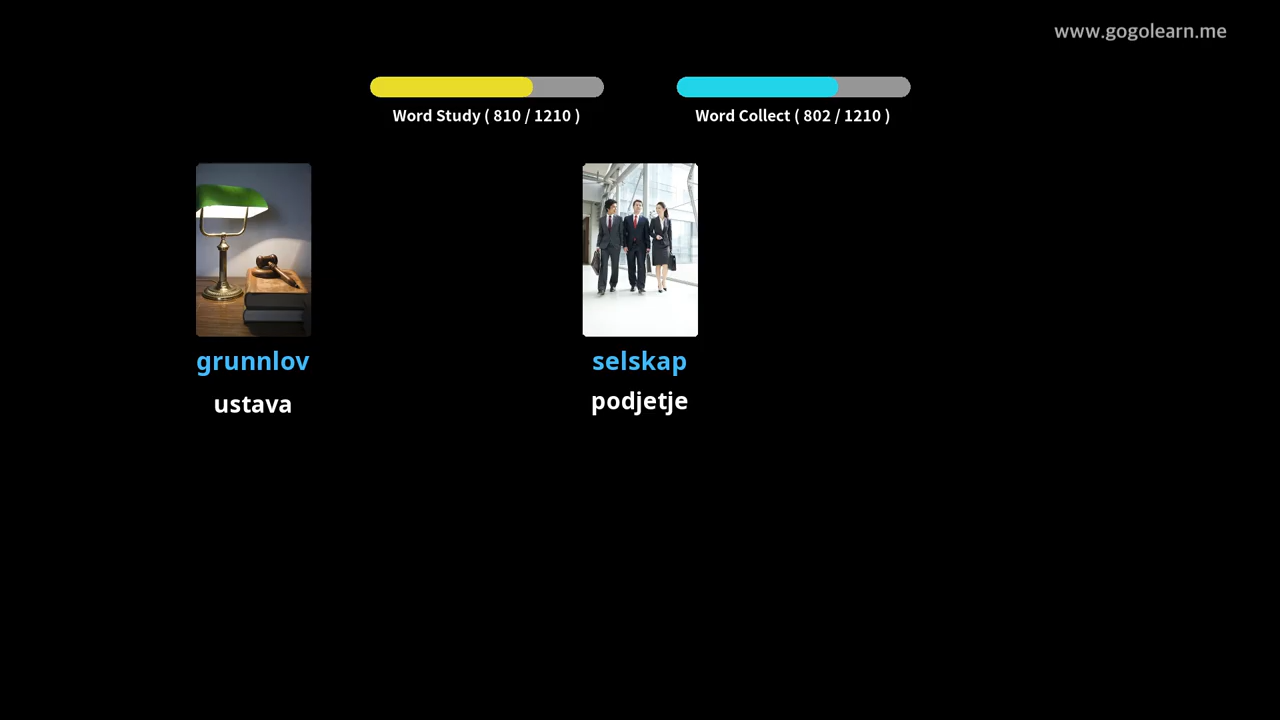 www.gogolearn.me
Word Study ( 810 / 1210 )
Word Collect ( 802 / 1210 )
grunnlov
ustava
selskap
podjetje